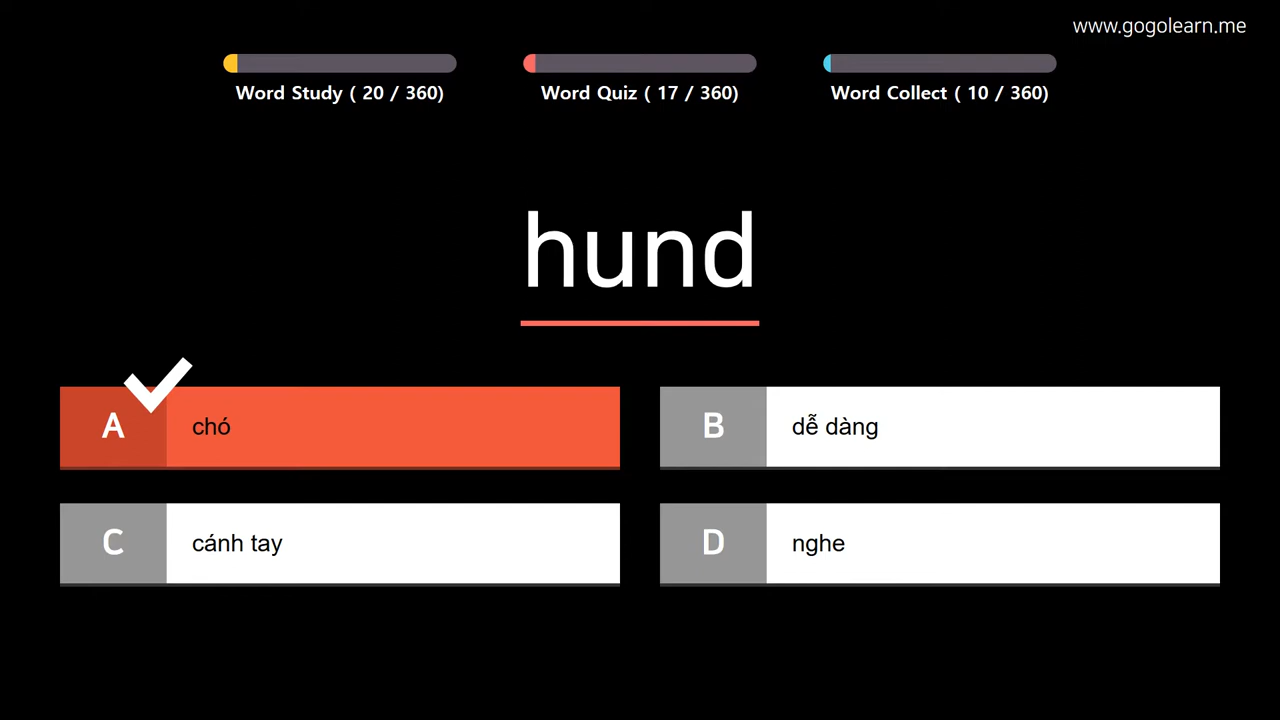 www.gogolearn.me
Word Study ( 20 / 360)
Word Quiz ( 17 / 360)
Word Collect ( 10 / 360)
hund
A chó
B dễ dàng
C cánh tay
D nghe